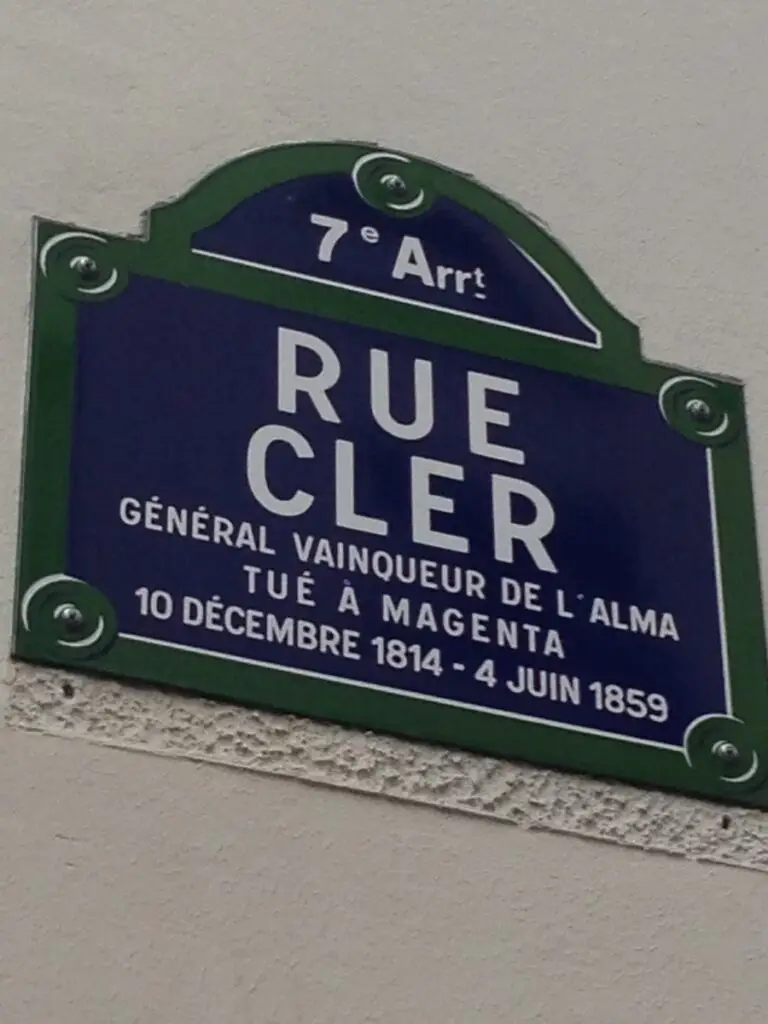 7e Arrt
RUE
CLER
GÉNÉRAL VAINQUEUR DE L'ALMA
TUÉ À MAGENTA
10 DÉCEMBRE 1814 - 4 JUIN 1859